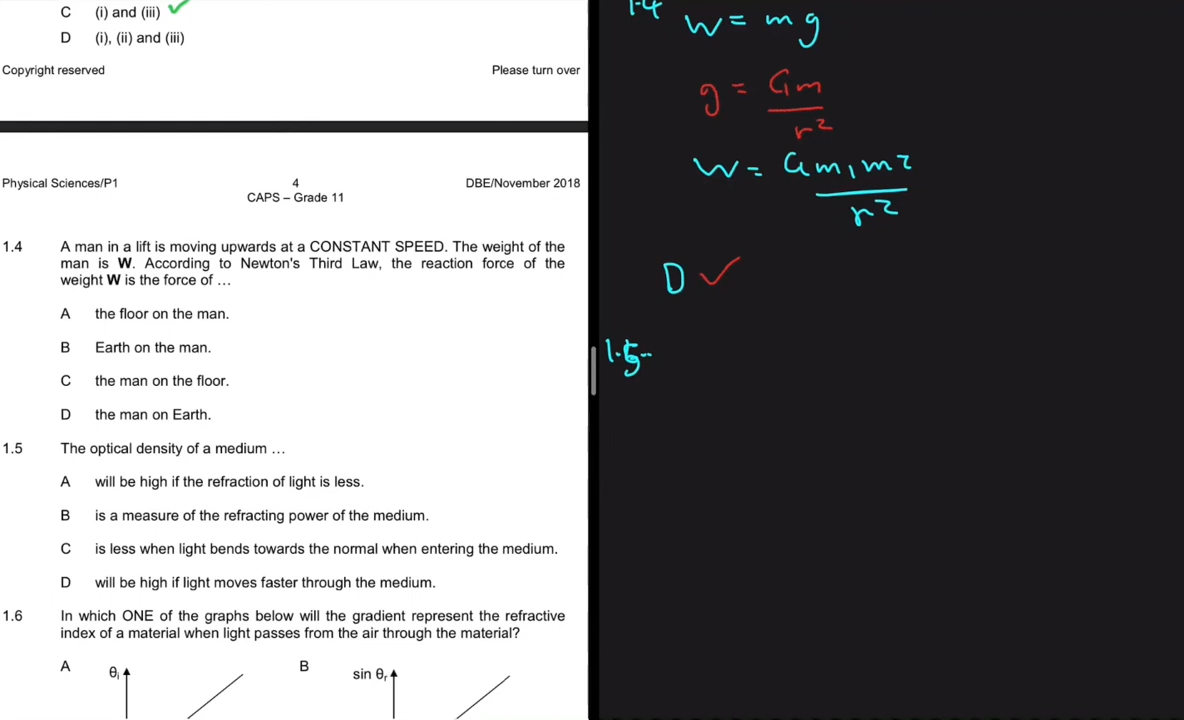 C (i) and (iii)
D (i), (ii) and (iii)
Copyright reserved Please turn over
Physical Sciences/P1 4 DBE/November 2018
CAPS – Grade 11
1.4 A man in a lift is moving upwards at a CONSTANT SPEED. The weight of the
man is W. According to Newton's Third Law, the reaction force of the
weight W is the force of …
A the floor on the man.
B Earth on the man.
C the man on the floor.
D the man on Earth.
1.5 The optical density of a medium …
A will be high if the refraction of light is less.
B is a measure of the refracting power of the medium.
C is less when light bends towards the normal when entering the medium.
D will be high if light moves faster through the medium.
1.6 In which ONE of the graphs below will the gradient represent the refractive
index of a material when light passes from the air through the material?
A θi B sin θr
1.4 W = mg
g = Gm
r²
W = Gm1m2
r²
D ✓
1.5